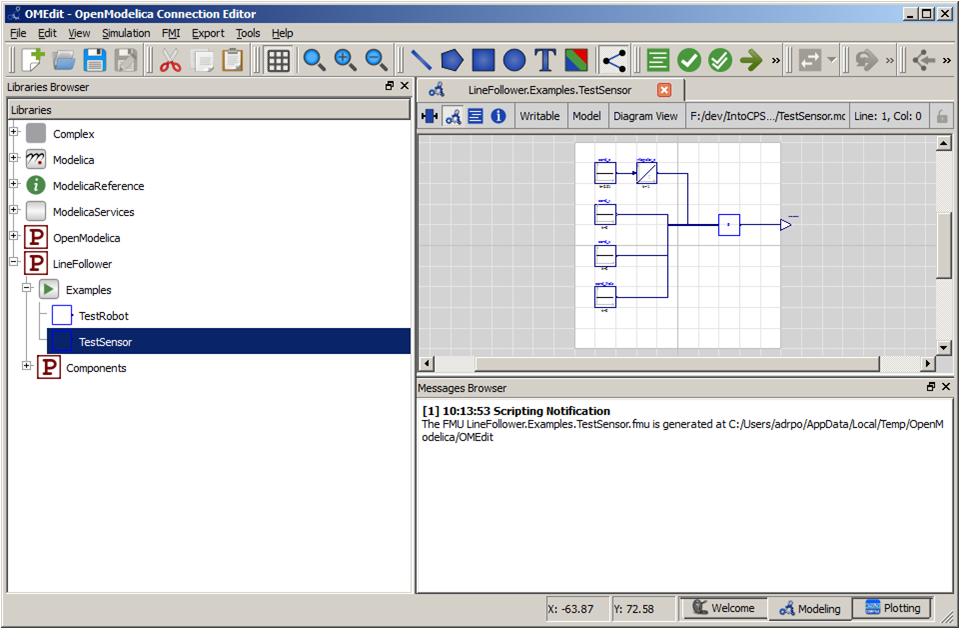 OMEdit - OpenModelica Connection Editor
File Edit View Simulation FMI Export Tools Help
T » » »
Libraries Browser
Libraries
Complex
Modelica
ModelicaReference
ModelicaServices
P OpenModelica
P LineFollower
Examples
TestRobot
TestSensor
P Components
LineFollower.Examples.TestSensor
Writable Model Diagram View F:/dev/IntoCPS.../TestSensor.mo Line: 1, Col: 0
Messages Browser
[1] 10:13:53 Scripting Notification
The FMU LineFollower.Examples.TestSensor.fmu is generated at C:/Users/adrpo/AppData/Local/Temp/OpenM
odelica/OMEdit
X: -63.87 Y: 72.58 Welcome Modeling Plotting